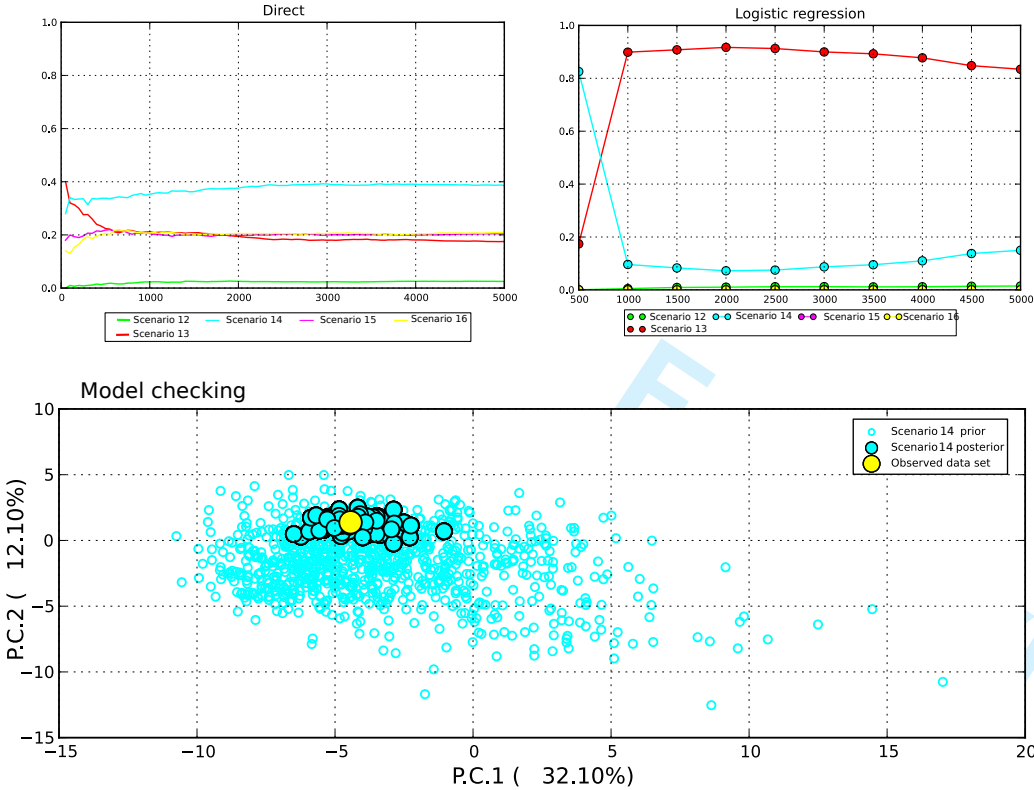 Direct
1.0
0.8
0.6
0.4
0.2
0.0
0 1000 2000 3000 4000 5000
Scenario 12 Scenario 14 Scenario 15 Scenario 16
Scenario 13
Logistic regression
1.0
0.8
0.6
0.4
0.2
0.0
500 1000 1500 2000 2500 3000 3500 4000 4500 5000
Scenario 12 Scenario 14 Scenario 15 Scenario 16
Scenario 13
Model checking
10
5
0
−5
−10
−15
−15 −10 −5 0 5 10 15 20
P.C.2 ( 12.10%)
P.C.1 ( 32.10%)
Scenario 14 prior
Scenario 14 posterior
Observed data set